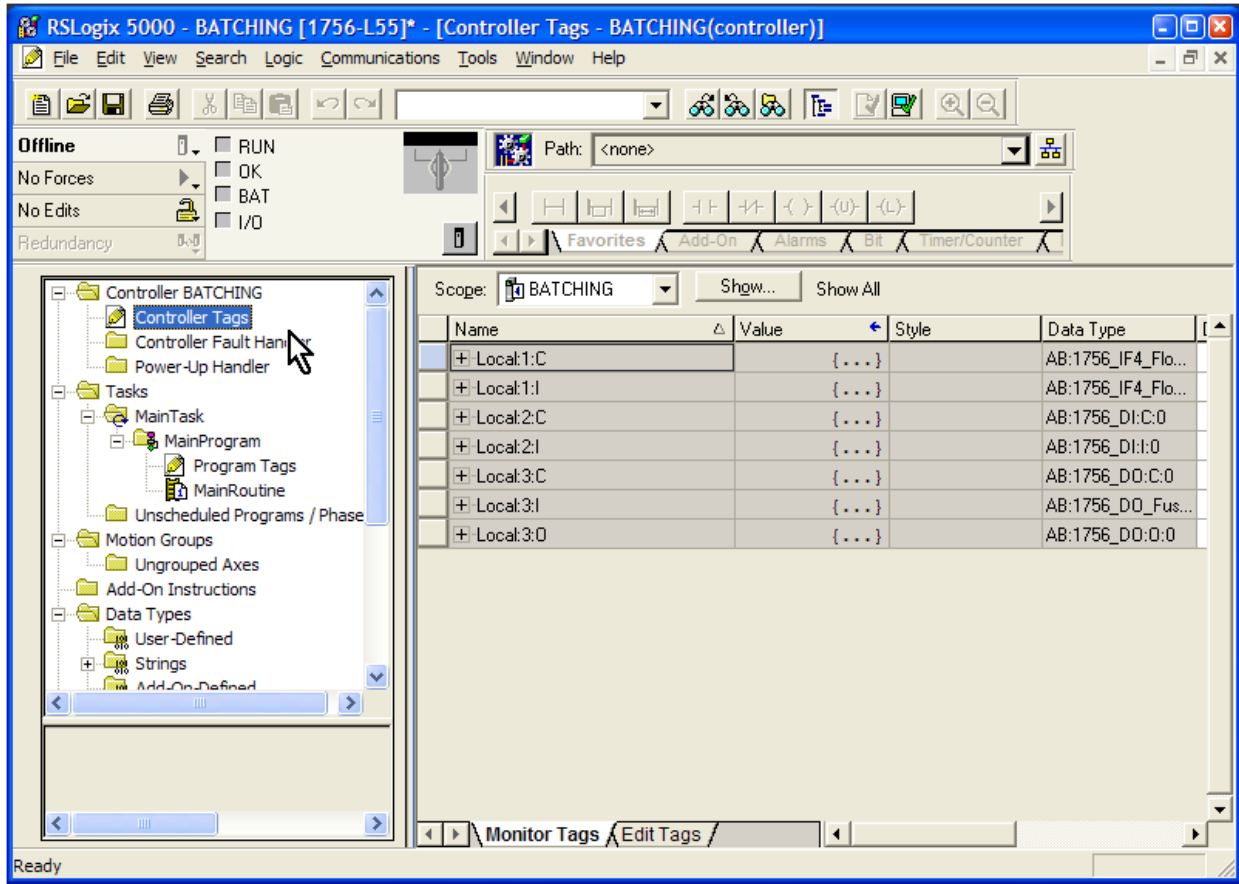 RSLogix 5000 - BATCHING [1756-L55]* - [Controller Tags - BATCHING(controller)]
File Edit View Search Logic Communications Tools Window Help
Offline
RUN
No Forces
OK
No Edits
BAT
Redundancy
I/O
Path: <none>
Favorites Add-On Alarms Bit Timer/Counter
Controller BATCHING
Controller Tags
Controller Fault
Power-Up Handler
Tasks
MainTask
MainProgram
Program Tags
MainRoutine
Unscheduled Programs / Phase
Motion Groups
Ungrouped Axes
Add-On Instructions
Data Types
User-Defined
Strings
Add-On-Defined
Scope: BATCHING Show... Show All
Name Value Style Data Type
Local:1:C {...} AB:1756_IF4_Flo...
Local:1:I {...} AB:1756_IF4_Flo...
Local:2:C {...} AB:1756_DI:C:0
Local:2:I {...} AB:1756_DI:I:0
Local:3:C {...} AB:1756_DO:C:0
Local:3:I {...} AB:1756_DO_Fus...
Local:3:O {...} AB:1756_DO:O:0
Monitor Tags Edit Tags
Ready